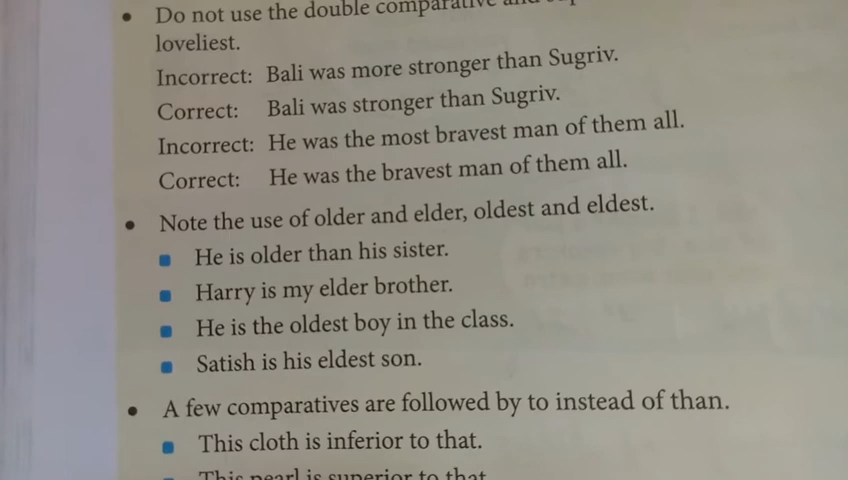 • Do not use the double comparative and
loveliest.
Incorrect: Bali was more stronger than Sugriv.
Correct: Bali was stronger than Sugriv.
Incorrect: He was the most bravest man of them all.
Correct: He was the bravest man of them all.
• Note the use of older and elder, oldest and eldest.
He is older than his sister.
Harry is my elder brother.
He is the oldest boy in the class.
Satish is his eldest son.
• A few comparatives are followed by to instead of than.
This cloth is inferior to that.
This pearl is superior to that